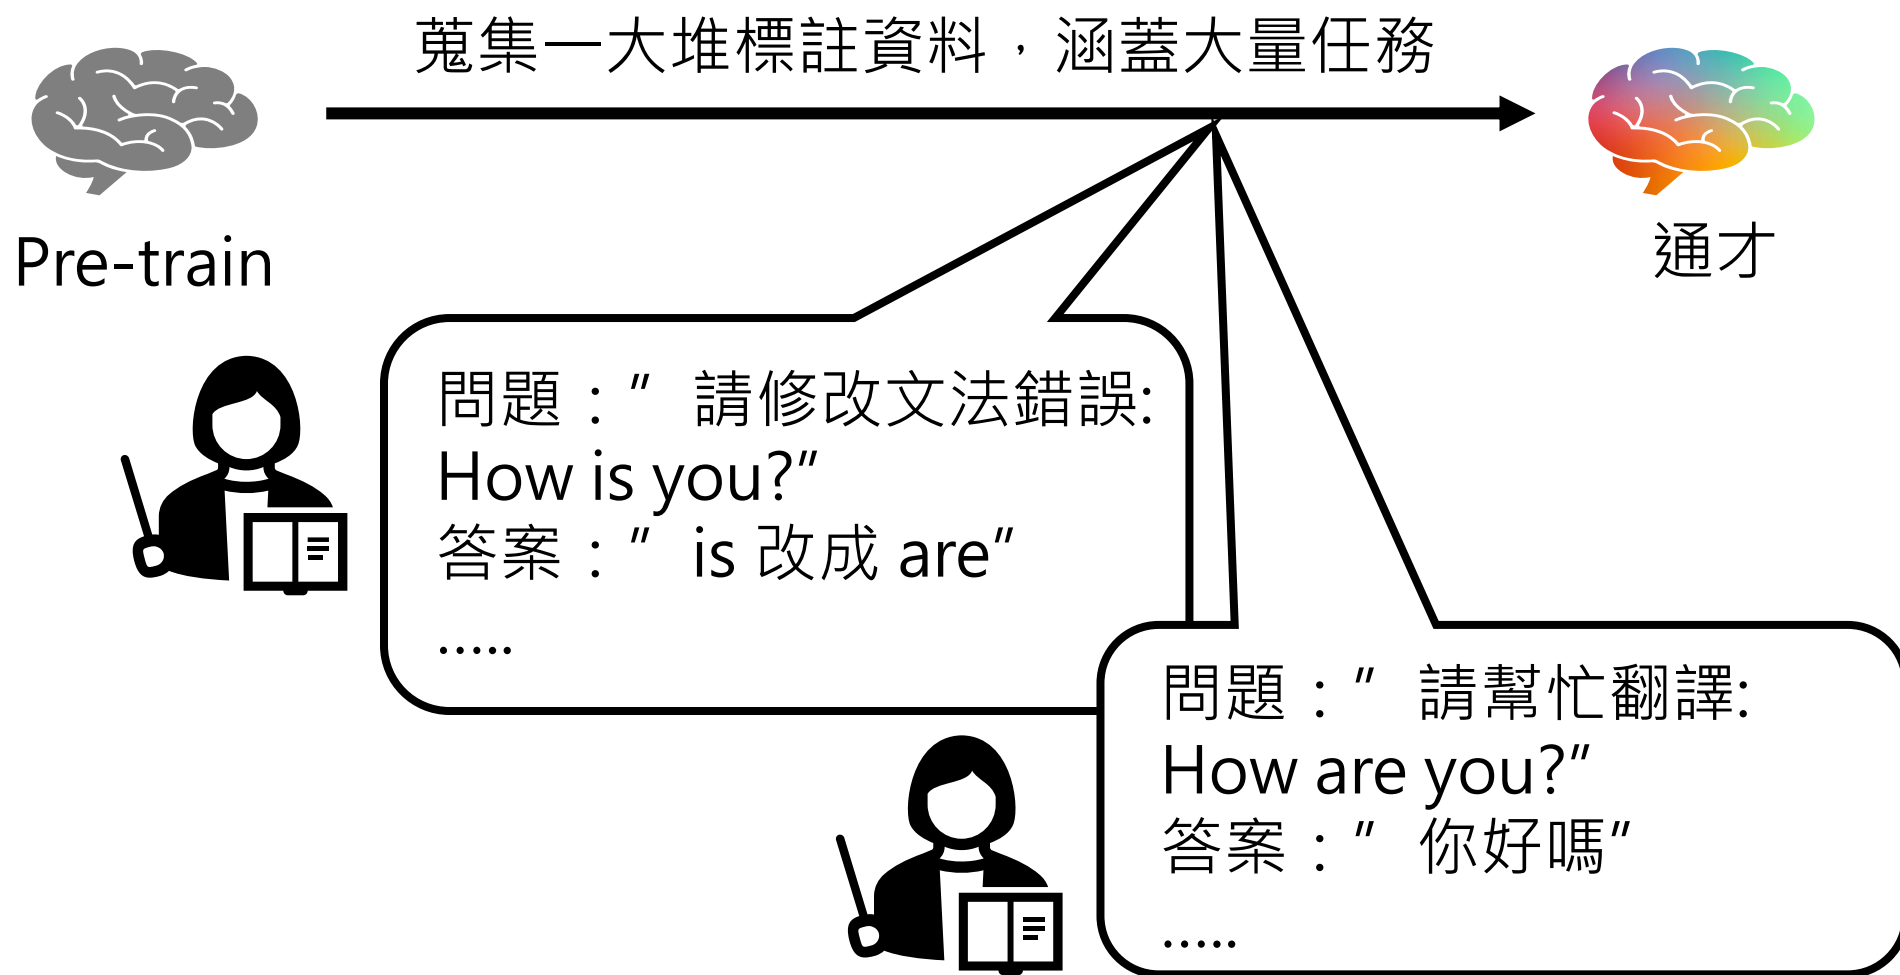 蒐集一大堆標註資料，涵蓋大量任務
Pre-train
通才
問題：”請修改文法錯誤:
How is you?”
答案：”is 改成 are”
…..
問題：”請幫忙翻譯:
How are you?”
答案：”你好嗎”
…..